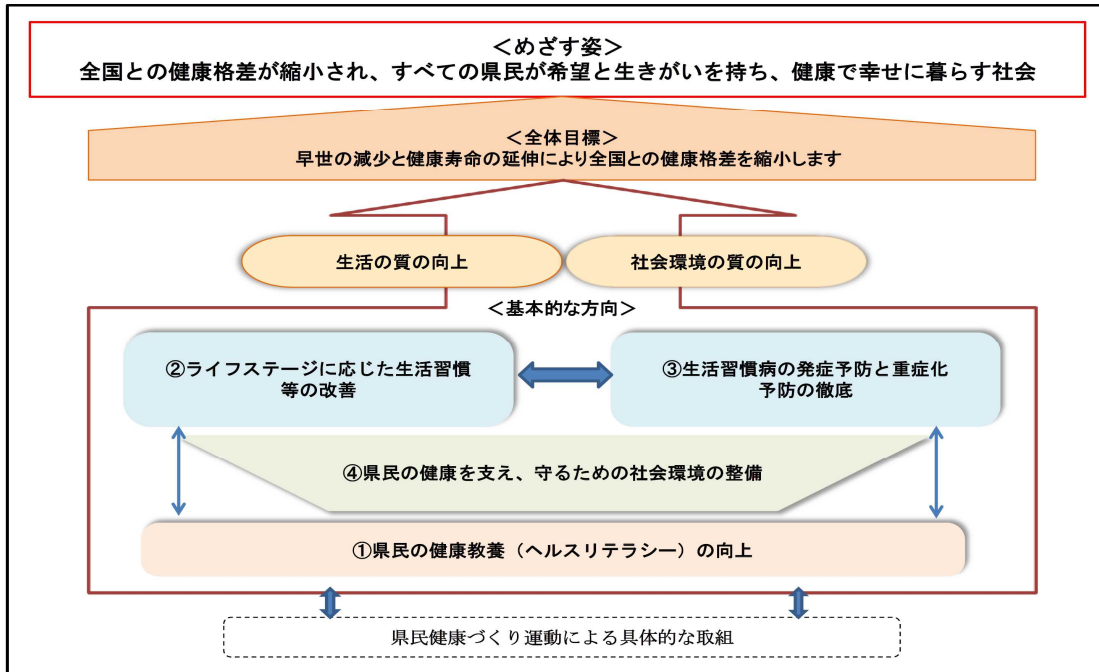 ＜めざす姿＞
全国との健康格差が縮小され、すべての県民が希望と生きがいを持ち、健康で幸せに暮らす社会
＜全体目標＞
早世の減少と健康寿命の延伸により全国との健康格差を縮小します
生活の質の向上
社会環境の質の向上
＜基本的な方向＞
②ライフステージに応じた生活習慣
等の改善
③生活習慣病の発症予防と重症化
予防の徹底
④県民の健康を支え、守るための社会環境の整備
①県民の健康教養（ヘルスリテラシー）の向上
県民健康づくり運動による具体的な取組